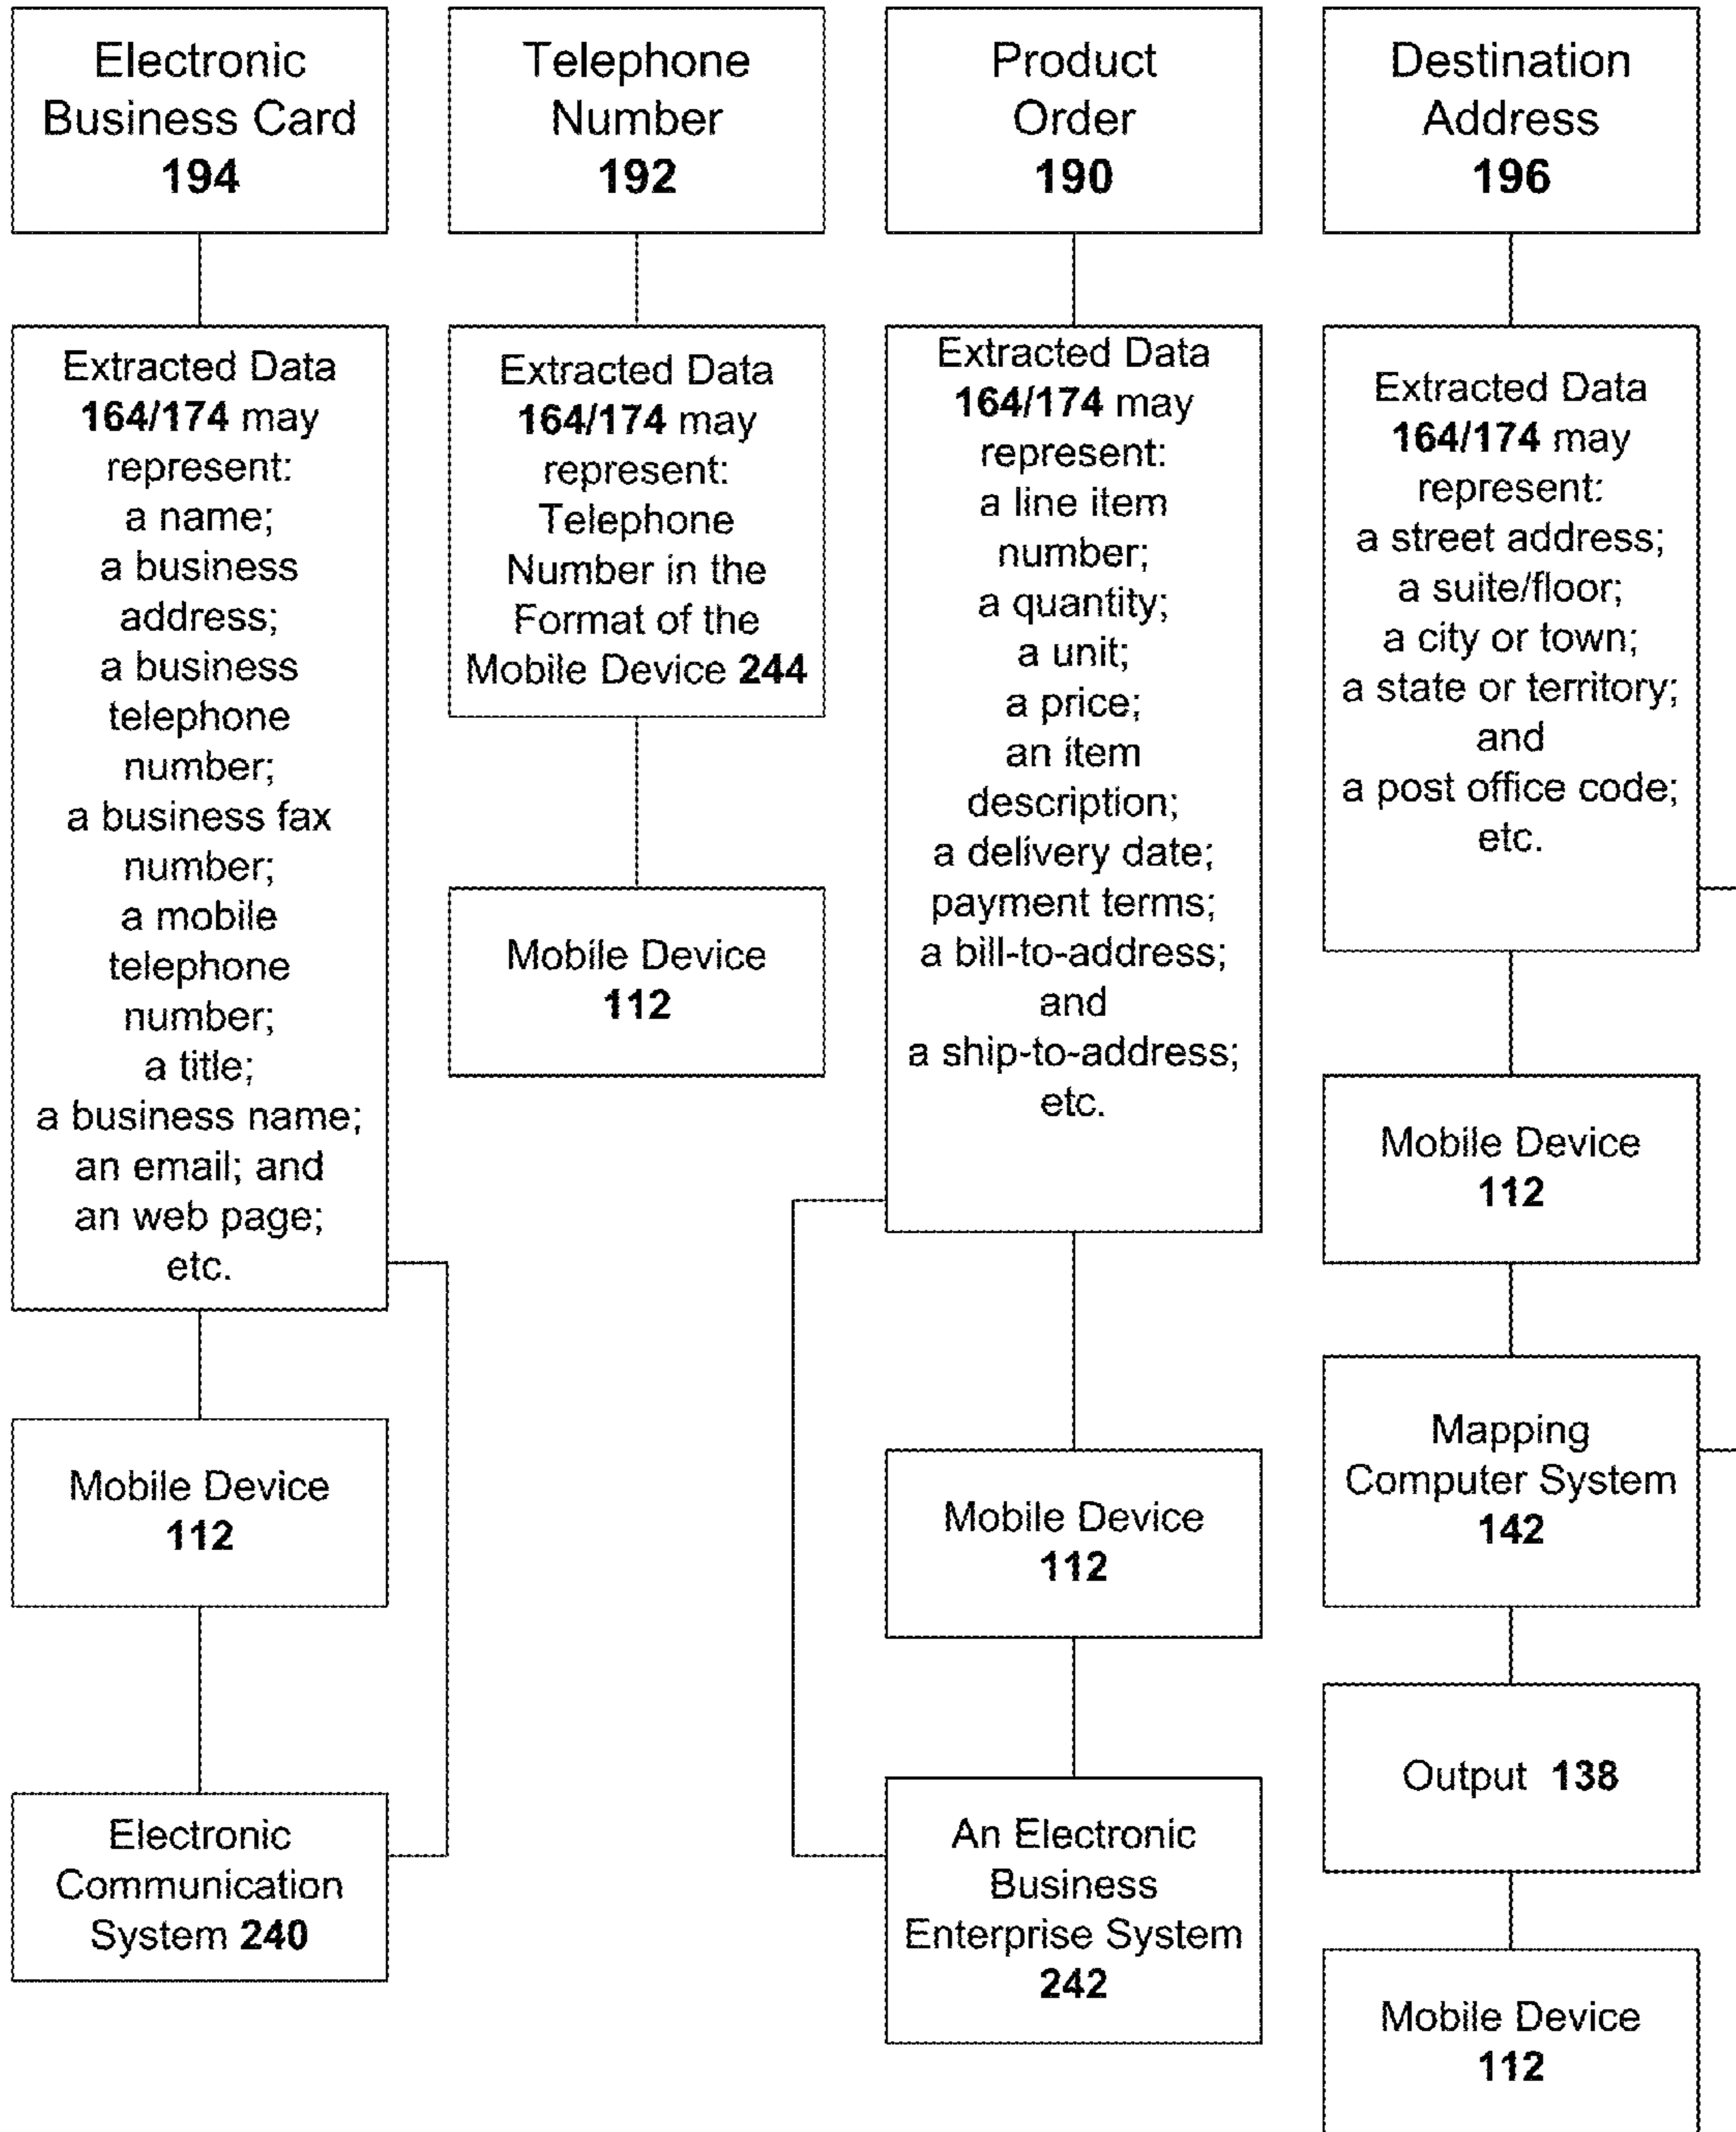 Electronic
Business Card
194
Extracted Data
164/174 may
represent:
a name;
a business
address;
a business
telephone
number;
a business fax
number;
a mobile
telephone
number;
a title;
a business name;
an email; and
an web page;
etc.
Mobile Device
112
Electronic
Communication
System 240
Telephone
Number
192
Extracted Data
164/174 may
represent:
Telephone
Number in the
Format of the
Mobile Device 244
Mobile Device
112
Product
Order
190
Extracted Data
164/174 may
represent:
a line item
number;
a quantity;
a unit;
a price;
an item
description;
a delivery date;
payment terms;
a bill-to-address;
and
a ship-to-address;
etc.
Mobile Device
112
An Electronic
Business
Enterprise System
242
Destination
Address
196
Extracted Data
164/174 may
represent:
a street address;
a suite/floor;
a city or town;
a state or territory;
and
a post office code;
etc.
Mobile Device
112
Mapping
Computer System
142
Output 138
Mobile Device
112